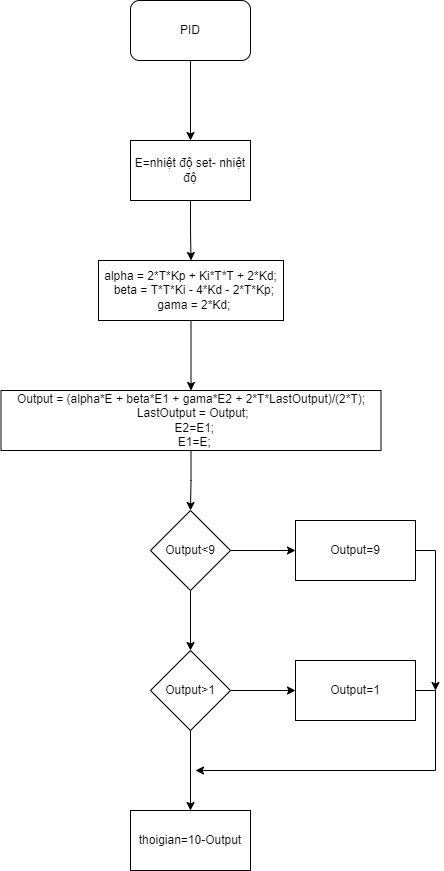 PID
E=nhiệt độ set- nhiệt
độ
alpha = 2*T*Kp + Ki*T*T + 2*Kd;
beta = T*T*Ki - 4*Kd - 2*T*Kp;
gama = 2*Kd;
Output = (alpha*E + beta*E1 + gama*E2 + 2*T*LastOutput)/(2*T);
LastOutput = Output;
E2=E1;
E1=E;
Output<9
Output=9
Output>1
Output=1
thoigian=10-Output